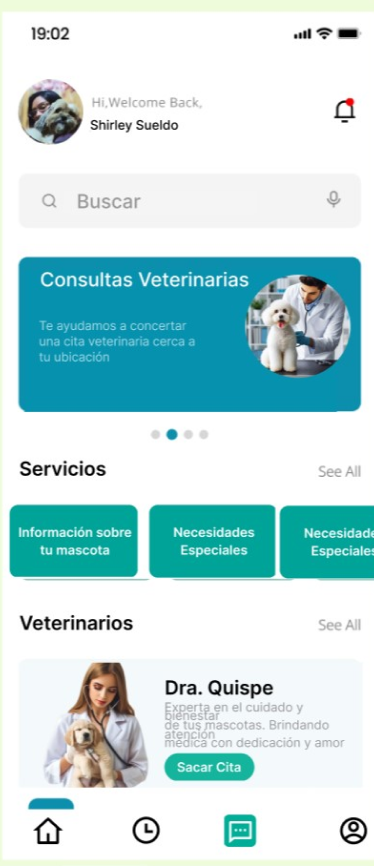 19:02
Hi,Welcome Back,
Shirley Sueldo
Buscar
Consultas Veterinarias
Te ayudamos a concertar
una cita veterinaria cerca a
tu ubicación
Servicios
See All
Información sobre
tu mascota
Necesidades
Especiales
Necesidade
Especiales
Veterinarios
See All
Dra. Quispe
Experta en el cuidado y
bienestar
de tus mascotas. Brindando
atención
médica con dedicación y amor
Sacar Cita